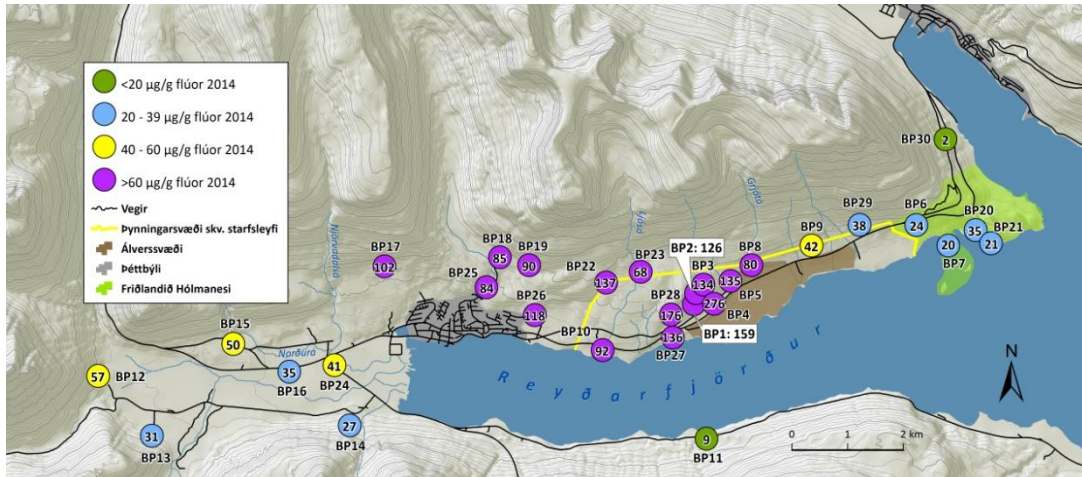 <20 µg/g flúor 2014
20 - 39 µg/g flúor 2014
40 - 60 µg/g flúor 2014
>60 µg/g flúor 2014
Vegir
Þynningarsvæði skv. starfsleyfi
Álverssvæði
Þéttbýli
Friðlandið Hólmanesi
BP30
2
BP29
38
BP6
24
BP20
35
BP21
21
BP7
20
BP9
42
Grjótá
BP8
80
BP3
134
BP2: 126
BP5
135
BP4
276
BP1: 159
BP28
176
BP27
136
Ljósá
BP23
68
BP22
137
BP10
92
BP18
85
BP19
90
BP25
84
BP26
118
BP17
102
Njörvadalsá
BP15
50
Norðurá
BP16
35
BP24
41
BP12
57
BP13
31
BP14
27
BP11
9
Reyðarfjörður
N
0 1 2 km